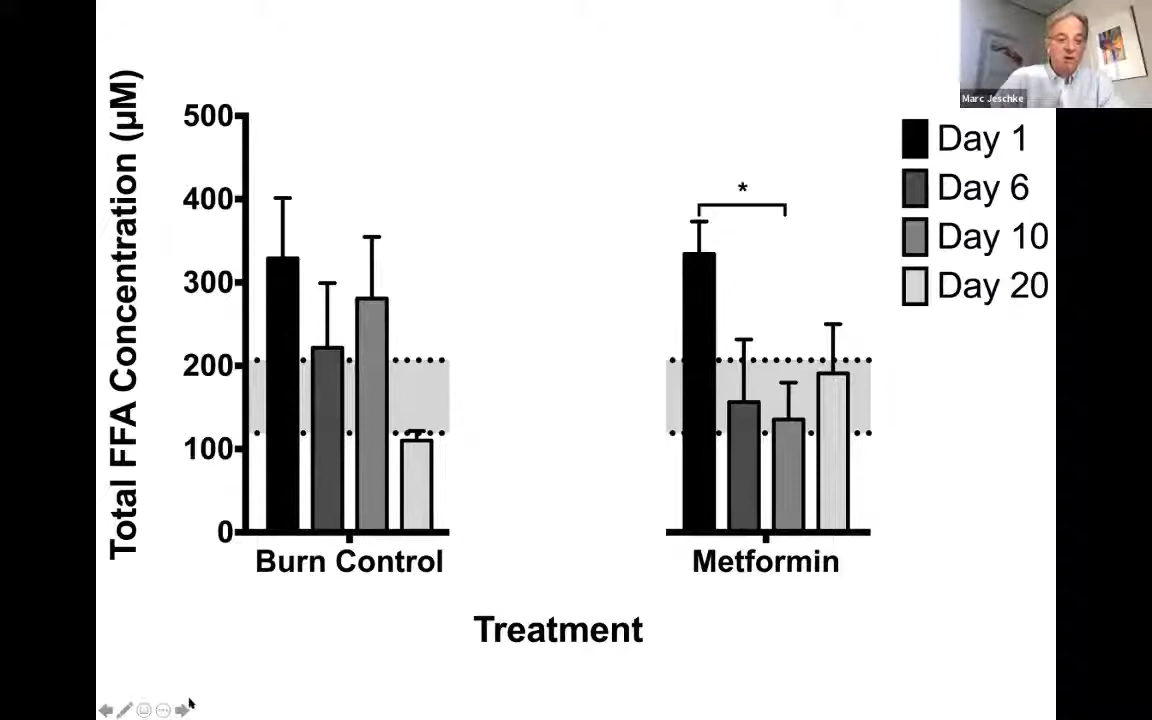 Marc Jeschke
Total FFA Concentration (µM)
500
400
300
200
100
0
*
Day 1
Day 6
Day 10
Day 20
Burn Control
Metformin
Treatment